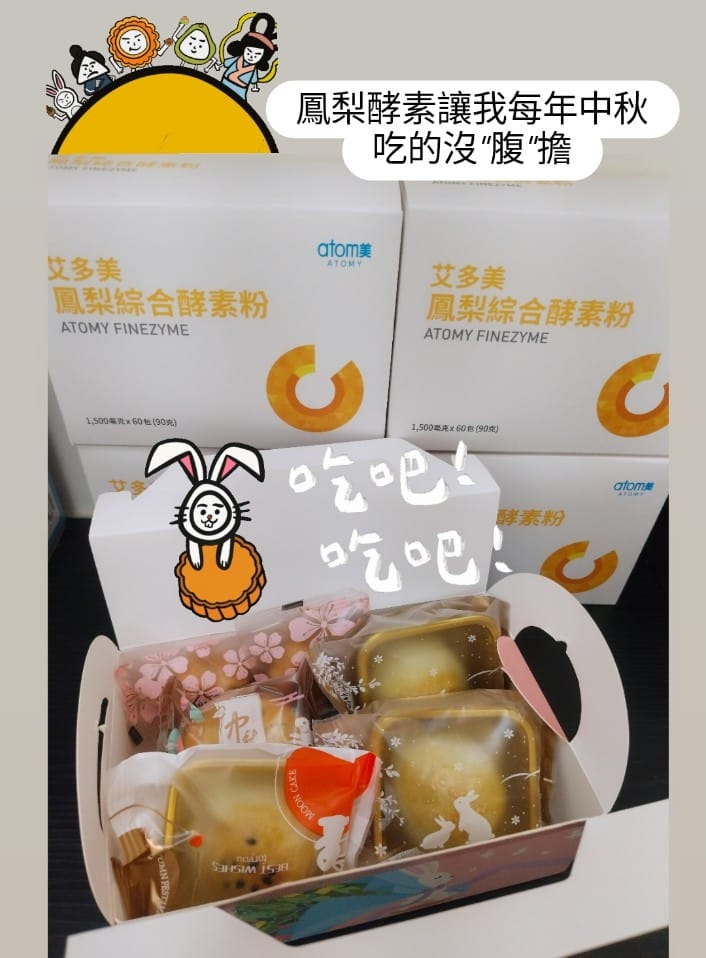 鳳梨酵素讓我每年中秋
吃的沒“腹“擔
atom美
ATOMY
艾多美
鳳梨綜合酵素粉
ATOMY FINEZYME
1,500毫克x60包(90克)
艾多美
鳳梨綜合酵素粉
ATOMY FINEZYME
1,500毫克x60包(90克)
吃吧!
吃吧!
艾多
atom美
ATOMY
酵素粉
MOON CAKE
BEST WISHES
for you